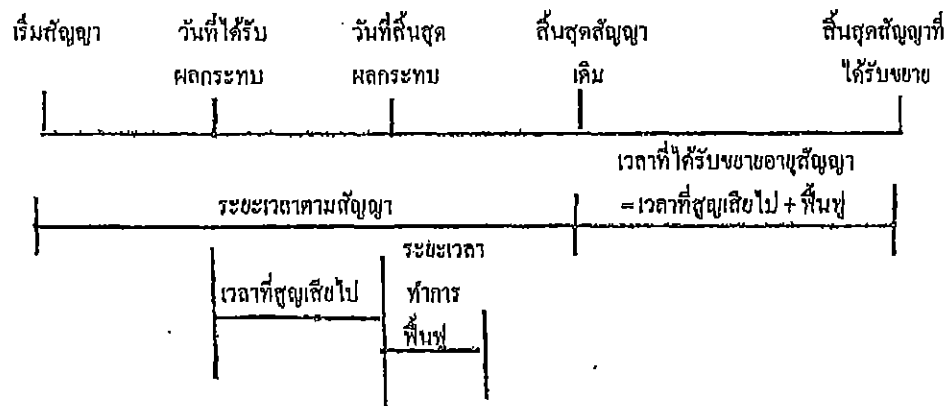 เริ่มสัญญา วันที่ได้รับ วันที่สิ้นสุด สิ้นสุดสัญญา สิ้นสุดสัญญาที่
ผลกระทบ ผลกระทบ เดิม ได้รับขยาย
เวลาที่ได้รับขยายอายุสัญญา
ระยะเวลาตามสัญญา =เวลาที่สูญเสียไป + ฟื้นฟู
ระยะเวลา
เวลาที่สูญเสียไป ทำการ
ฟื้นฟู